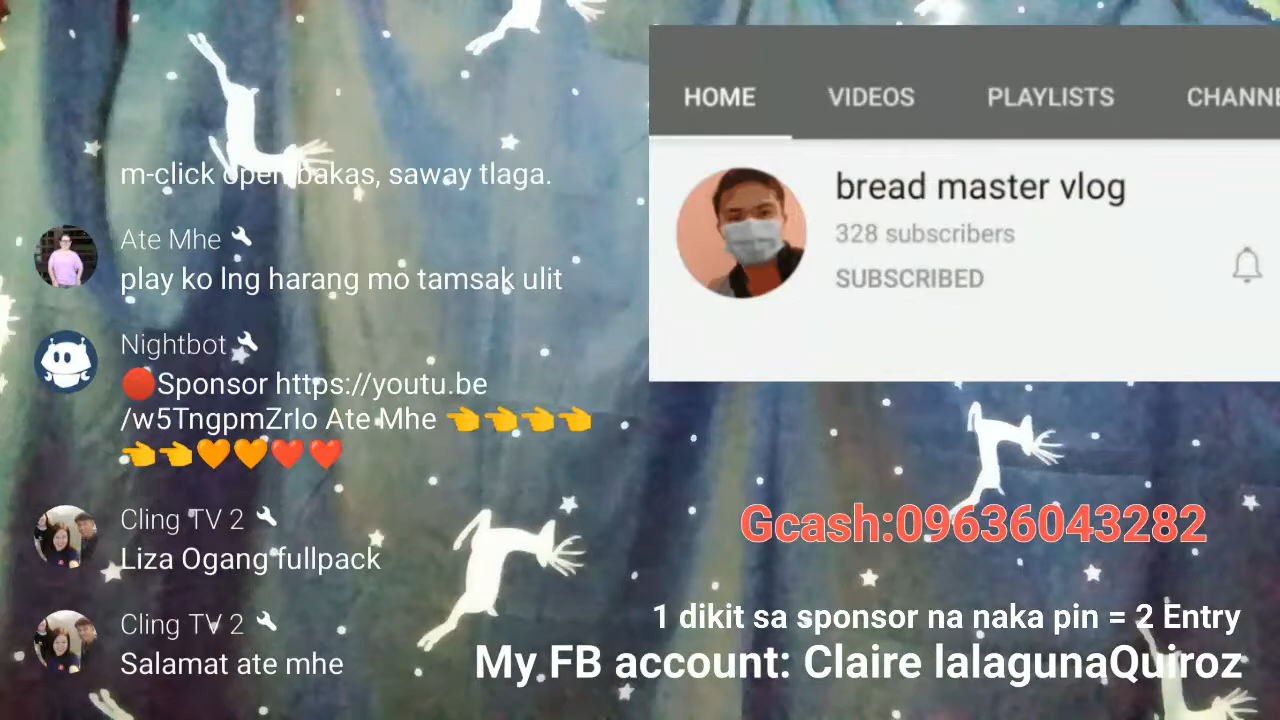 m-click open bakas, saway tlaga.
Ate Mhe
play ko lng harang mo tamsak ulit
Nightbot
🔴Sponsor https://youtu.be
/w5TngpmZrIo Ate Mhe 👈👈👈👈
👈👈🧡🧡❤️❤️
Cling TV 2
Liza Ogang fullpack
Cling TV 2
Salamat ate mhe
HOME VIDEOS PLAYLISTS CHANNE
bread master vlog
328 subscribers
SUBSCRIBED
Gcash:09636043282
1 dikit sa sponsor na naka pin = 2 Entry
My FB account: Claire lalagunaQuiroz